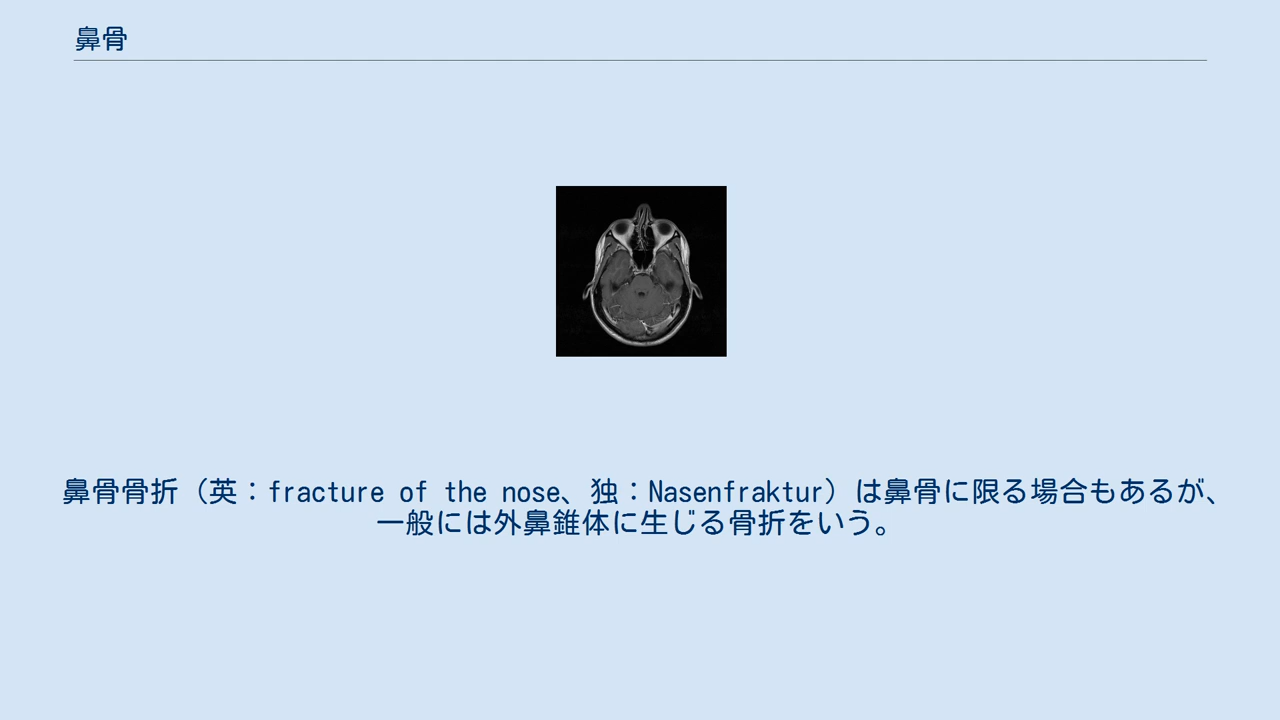 鼻骨
鼻骨骨折（英：fracture of the nose、独：Nasenfraktur）は鼻骨に限る場合もあるが、
一般には外鼻錐体に生じる骨折をいう。